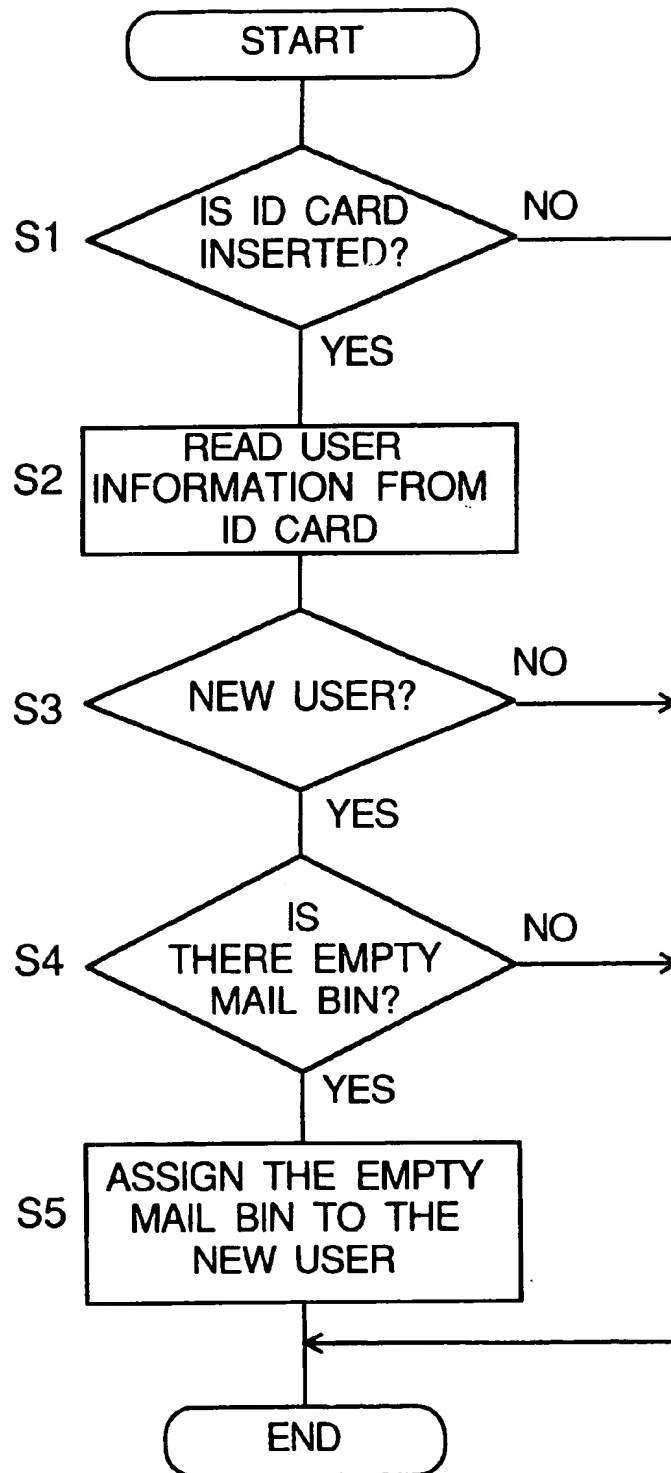 START
S1
IS ID CARD
INSERTED?
NO
YES
S2
READ USER
INFORMATION FROM
ID CARD
S3
NEW USER?
NO
YES
S4
IS
THERE EMPTY
MAIL BIN?
NO
YES
S5
ASSIGN THE EMPTY
MAIL BIN TO THE
NEW USER
END